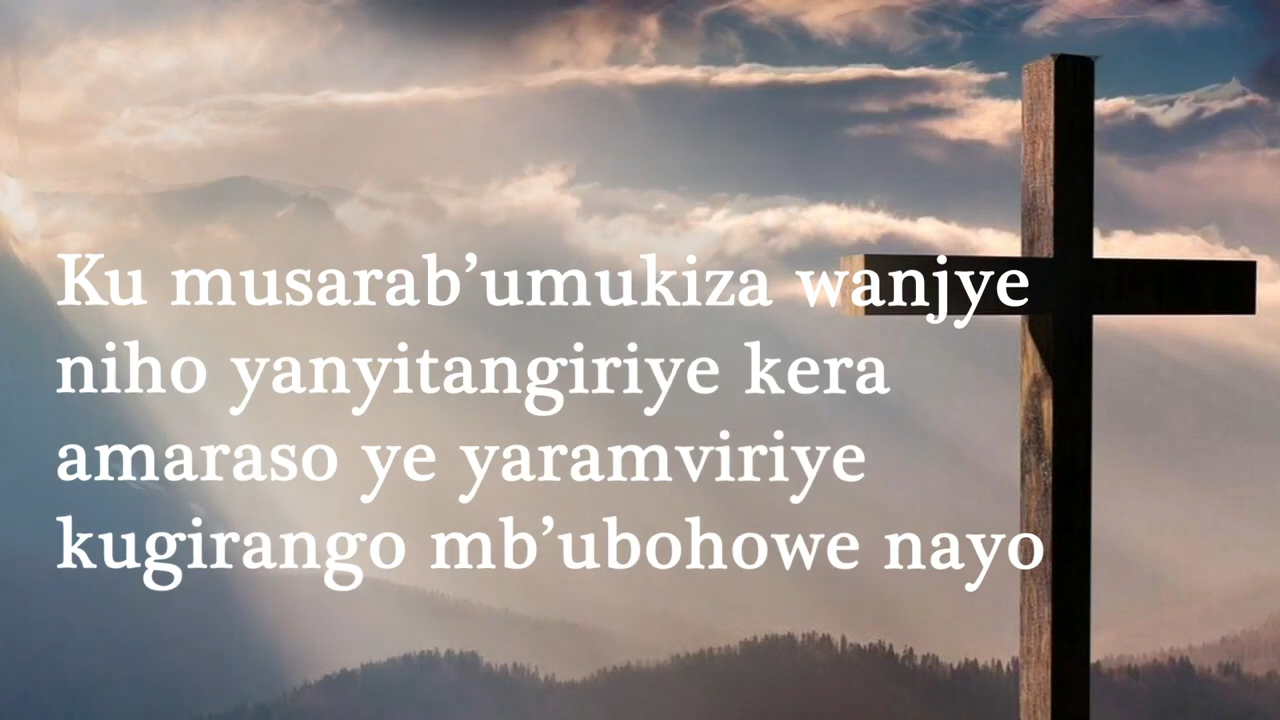 Ku musarab’umukiza wanjye
niho yanyitangiriye kera
amaraso ye yaramviriye
kugirango mb’ubohowe nayo